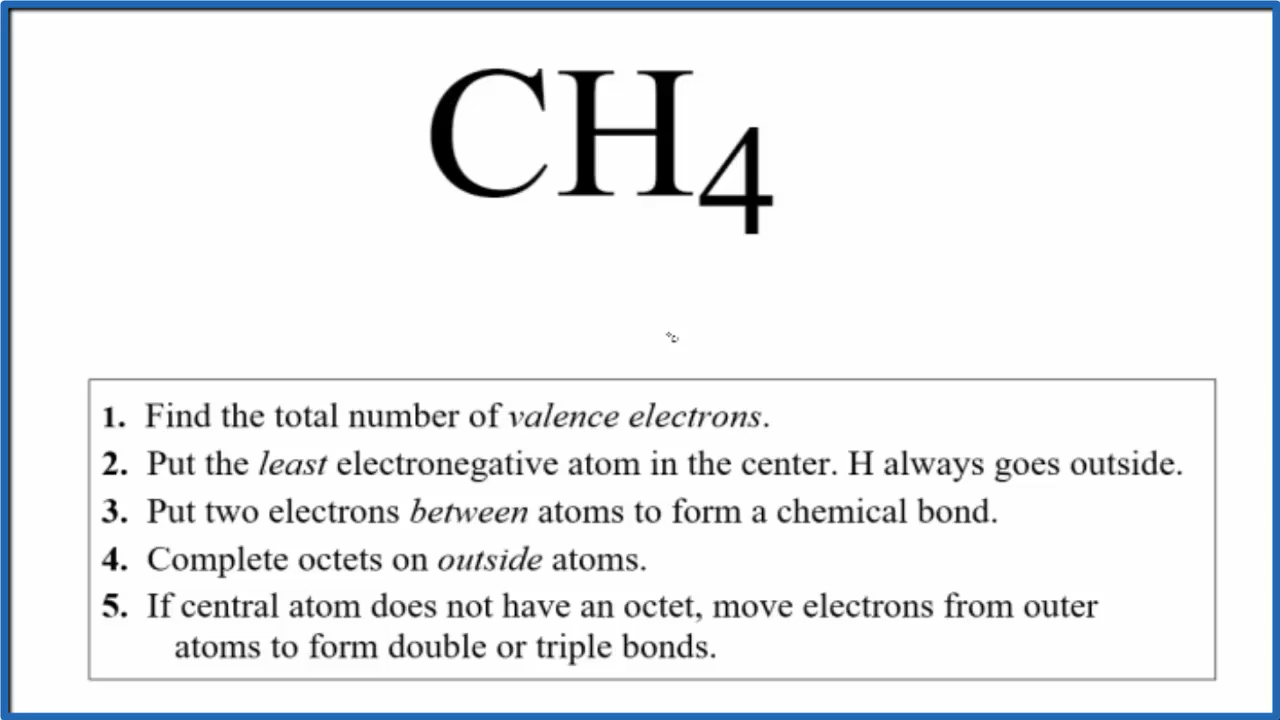 CH₄
1. Find the total number of valence electrons.
2. Put the least electronegative atom in the center. H always goes outside.
3. Put two electrons between atoms to form a chemical bond.
4. Complete octets on outside atoms.
5. If central atom does not have an octet, move electrons from outer
atoms to form double or triple bonds.